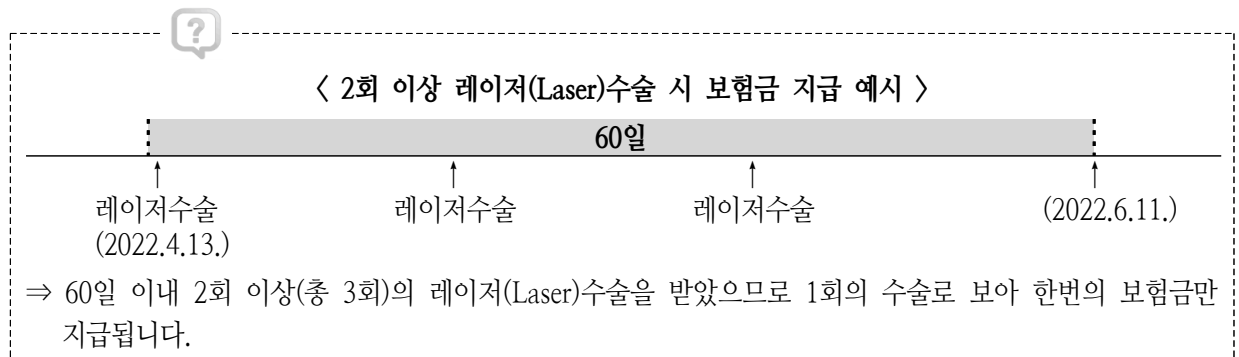 ?
〈 2회 이상 레이저(Laser)수술 시 보험금 지급 예시 〉
60일
레이저수술 레이저수술 레이저수술 (2022.6.11.)
(2022.4.13.)
⇒ 60일 이내 2회 이상(총 3회)의 레이저(Laser)수술을 받았으므로 1회의 수술로 보아 한번의 보험금만
지급됩니다.